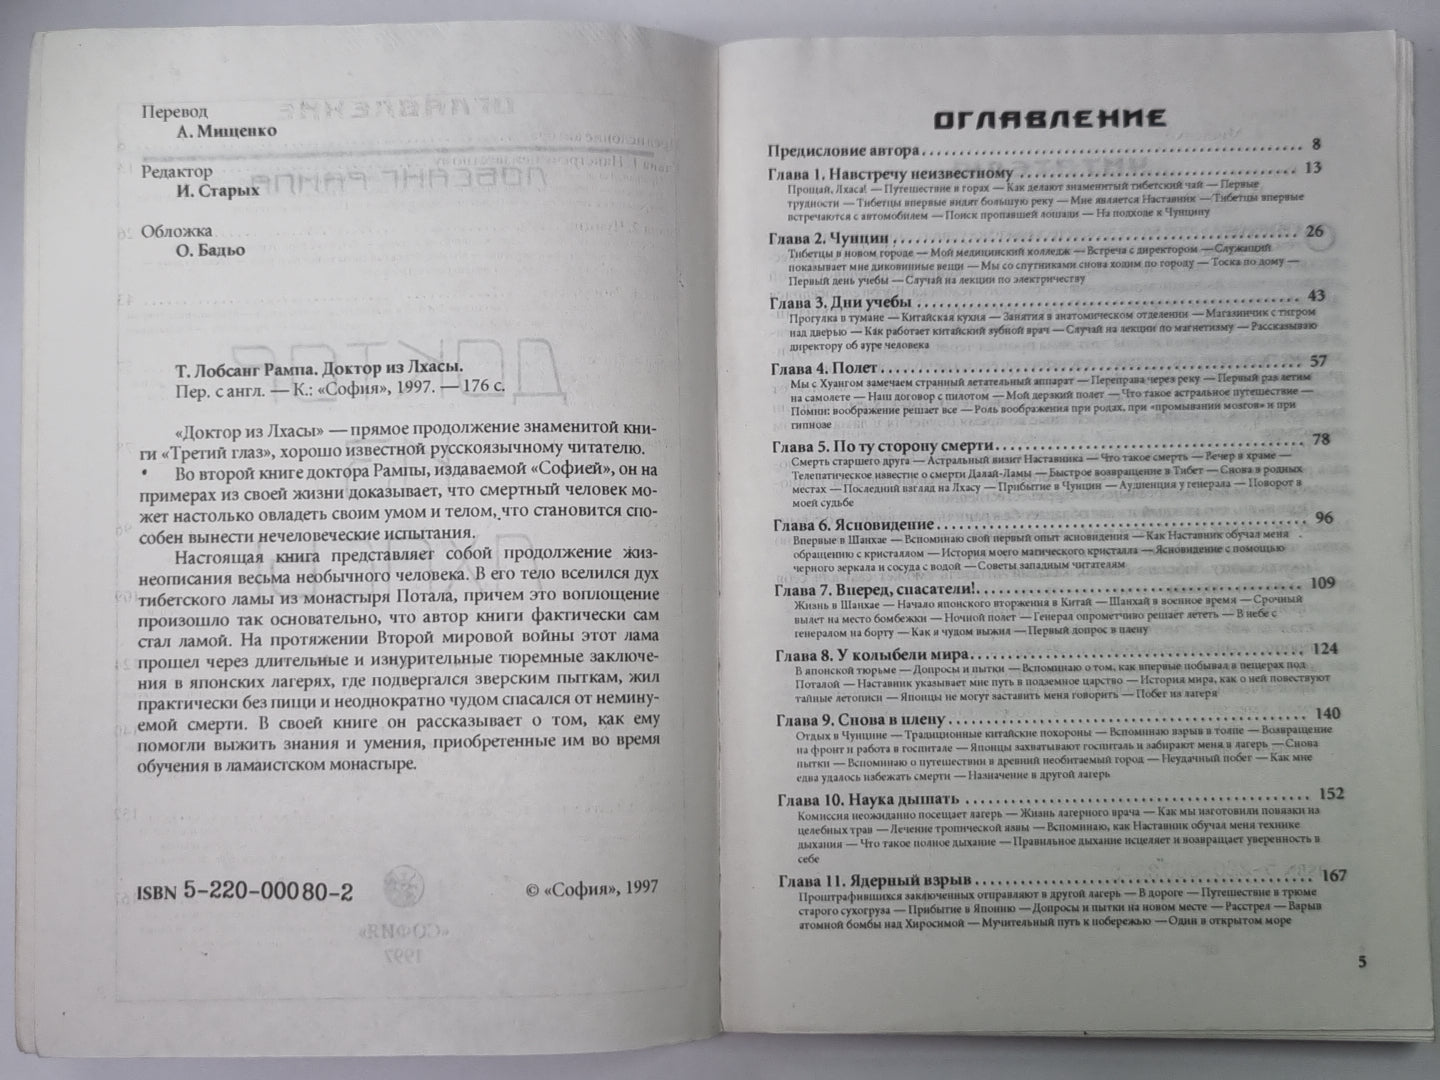 Перевод
А. Мищенко
Редактор
И. Старых
Обложка
О. Бадьо
Т. Лобсанг Рампа. Доктор из Лхасы.
Пер. с англ. — К.: «София», 1997. — 176 с.
«Доктор из Лхасы» — прямое продолжение знаменитой кни-
ги «Третий глаз», хорошо известной русскоязычному читателю.
Во второй книге доктора Рампы, издаваемой «Софией», он на
примерах из своей жизни доказывает, что смертный человек мо-
жет настолько овладеть своим умом и телом, что становится спо-
собен вынести нечеловеческие испытания.
Настоящая книга представляет собой продолжение жиз-
неописания весьма необычного человека. В его тело вселился дух
тибетского ламы из монастыря Потала, причем это воплощение
произошло так основательно, что автор книги фактически сам
стал ламой. На протяжении Второй мировой войны этот лама
прошел через длительные и изнурительные тюремные заключе-
ния в японских лагерях, где подвергался зверским пыткам, жил
практически без пищи и неоднократно чудом спасался от немину-
емой смерти. В своей книге он рассказывает о том, как ему
помогли выжить знания и умения, приобретенные им во время
обучения в ламаистском монастыре.
ISBN 5-220-00080-2
© «София», 1997
ОГЛАВЛЕНИЕ
Предисловие автора 8
Глава 1. Навстречу неизвестному 13
Прощай, Лхаса! — Путешествие в горах — Как делают знаменитый тибетский чай — Первые
трудности — Тибетцы впервые видят большую реку — Мне является Наставник — Тибетцы впервые
встречаются с автомобилем — Поиск пропавшей лошади — На подходе к Чунцину
Глава 2. Чунцин 26
Тибетцы в новом городе — Мой медицинский колледж — Встреча с директором — Служащий
показывает мне диковинные вещи — Мы со спутниками снова ходим по городу — Тоска по дому —
Первый день учебы — Случай на лекции по электричеству
Глава 3. Дни учебы 43
Прогулка в тумане — Китайская кухня — Занятия в анатомическом отделении — Магазинчик с тигром
над дверью — Как работает китайский зубной врач — Случай на лекции по магнетизму — Рассказываю
директору об ауре человека
Глава 4. Полет 57
Мы с Хуангом замечаем странный летательный аппарат — Переправа через реку — Первый раз летим
на самолете — Наш договор с пилотом — Мой дерзкий полет — Что такое астральное путешествие —
Помни: воображение решает все — Роль воображения при родах, при «промывании мозгов» и при
гипнозе
Глава 5. По ту сторону смерти 78
Смерть старшего друга — Астральный визит Наставника — Что такое смерть — Вечер в храме —
Телепатическое известие о смерти Далай-Ламы — Быстрое возвращение в Тибет — Снова в родных
местах — Последний взгляд на Лхасу — Прибытие в Чунцин — Аудиенция у генерала — Поворот в
моей судьбе
Глава 6. Ясновидение 96
Впервые в Шанхае — Вспоминаю свой первый опыт ясновидения — Как Наставник обучал меня
обращению с кристаллом — История моего магического кристалла — Ясновидение с помощью
черного зеркала и сосуда с водой — Советы западным читателям
Глава 7. Вперед, спасатели! 109
Жизнь в Шанхае — Начало японского вторжения в Китай — Шанхай в военное время — Срочный
вылет на место бомбежки — Ночной полет — Генерал опрометчиво решает лететь — В небе с
генералом на борту — Как я чудом выжил — Первый допрос в плену
Глава 8. У колыбели мира 124
В японской тюрьме — Допросы и пытки — Вспоминаю о том, как впервые побывал в пещерах под
Поталой — Наставник указывает мне путь в подземное царство — История мира, как о ней повествуют
тайные летописи — Японцы не могут заставить меня говорить — Побег из лагеря
Глава 9. Снова в плену 140
Отдых в Чунцине — Традиционные китайские похороны — Вспоминаю взрыв в толпе — Возвращение
на фронт и работа в госпитале — Японцы захватывают госпиталь и забирают меня в лагерь — Снова
пытки — Вспоминаю о путешествии в древний необитаемый город — Неудачный побег — Как мне
едва удалось избежать смерти — Назначение в другой лагерь
Глава 10. Наука дышать 152
Комиссия неожиданно посещает лагерь — Жизнь лагерного врача — Как мы изготовили повязки из
целебных трав — Лечение тропической язвы — Вспоминаю, как Наставник обучал меня технике
дыхания — Что такое полное дыхание — Правильное дыхание исцеляет и возвращает уверенность в
себе
Глава 11. Ядерный взрыв 167
Проштрафившихся заключенных отправляют в другой лагерь — В дороге — Путешествие в трюме
старого сухогруза — Прибытие в Японию — Допросы и пытки на новом месте — Расстрел — Взрыв
атомной бомбы над Хиросимой — Мучительный путь к побережью — Один в открытом море
5